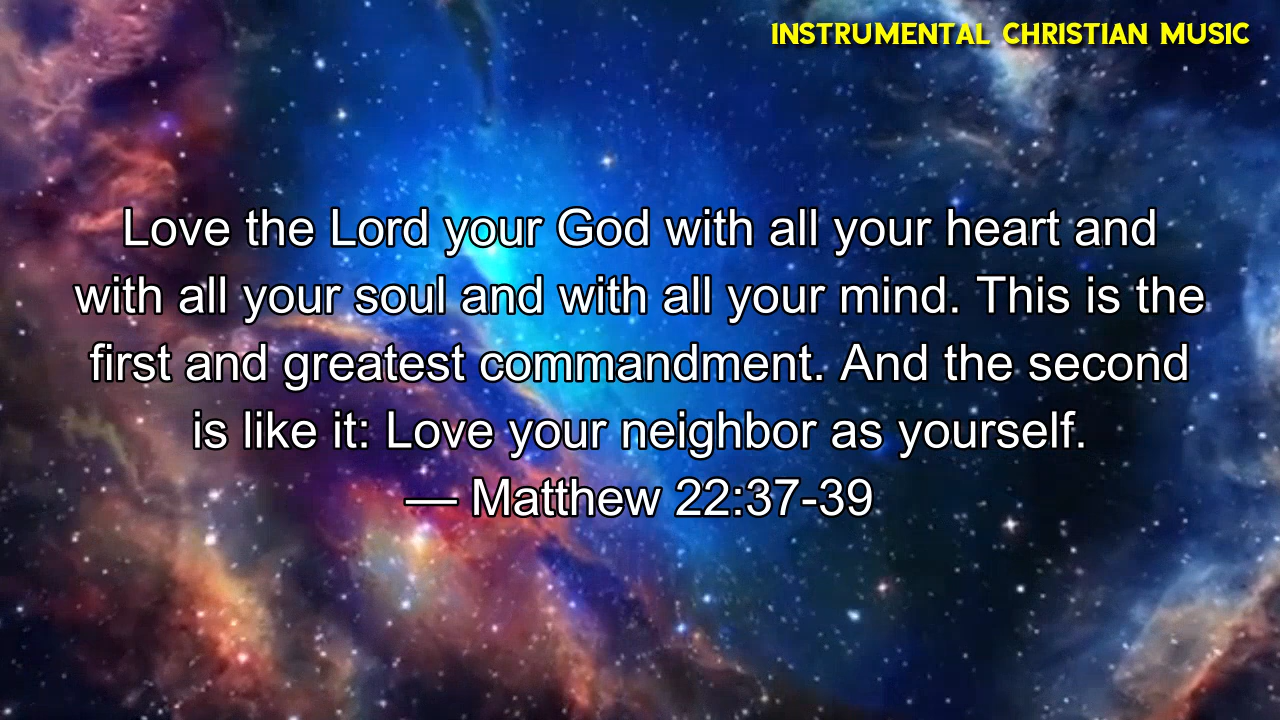 INSTRUMENTAL CHRISTIAN MUSIC
Love the Lord your God with all your heart and
with all your soul and with all your mind. This is the
first and greatest commandment. And the second
is like it: Love your neighbor as yourself.
— Matthew 22:37-39